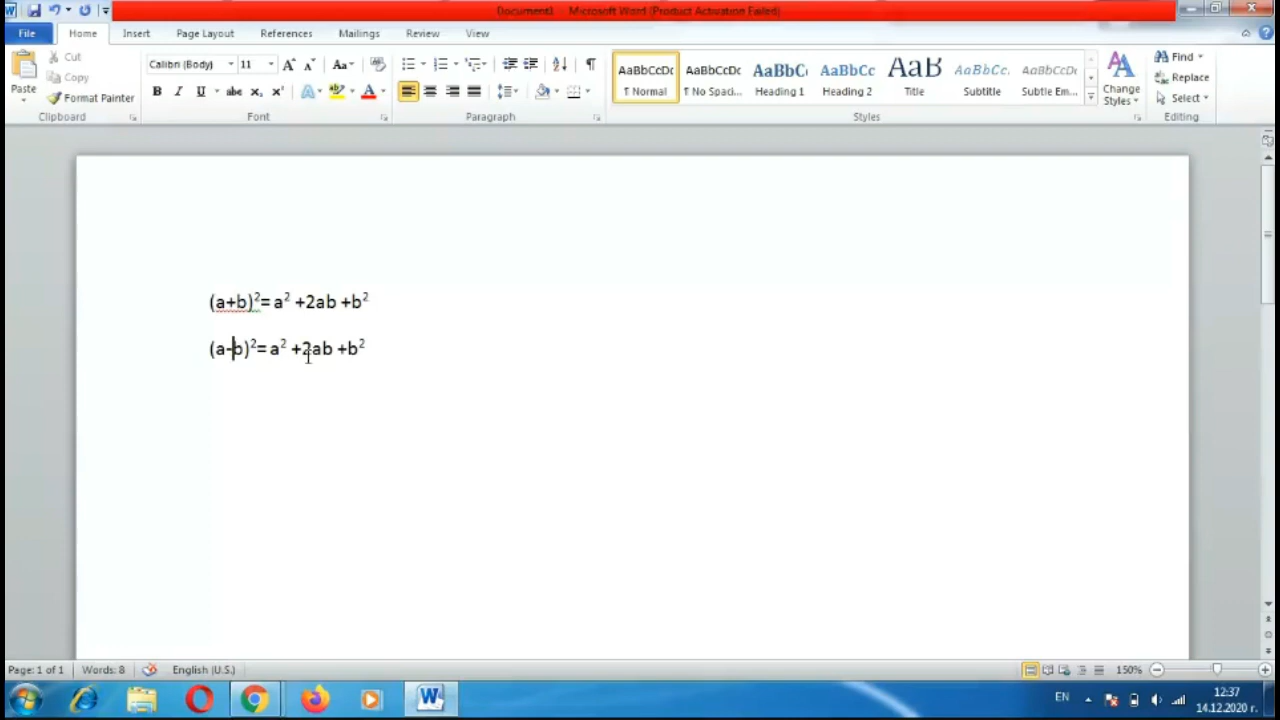 Document1 - Microsoft Word (Product Activation Failed)
File Home Insert Page Layout References Mailings Review View
Paste
Cut
Copy
Format Painter
Clipboard
Calibri (Body) 11
Font
Paragraph
AaBbCcDc AaBbCcDc AaBbC AaBbCc AaB AaBbCc. AaBbCcDc
¶ Normal ¶ No Spaci... Heading 1 Heading 2 Title Subtitle Subtle Em...
Styles
Change
Styles
Find
Replace
Select
Editing
(a+b)²= a² +2ab +b²
(a-b)²= a² +2ab +b²
Page: 1 of 1 Words: 8 English (U.S.) 150%
EN
12:37
14.12.2020 г.